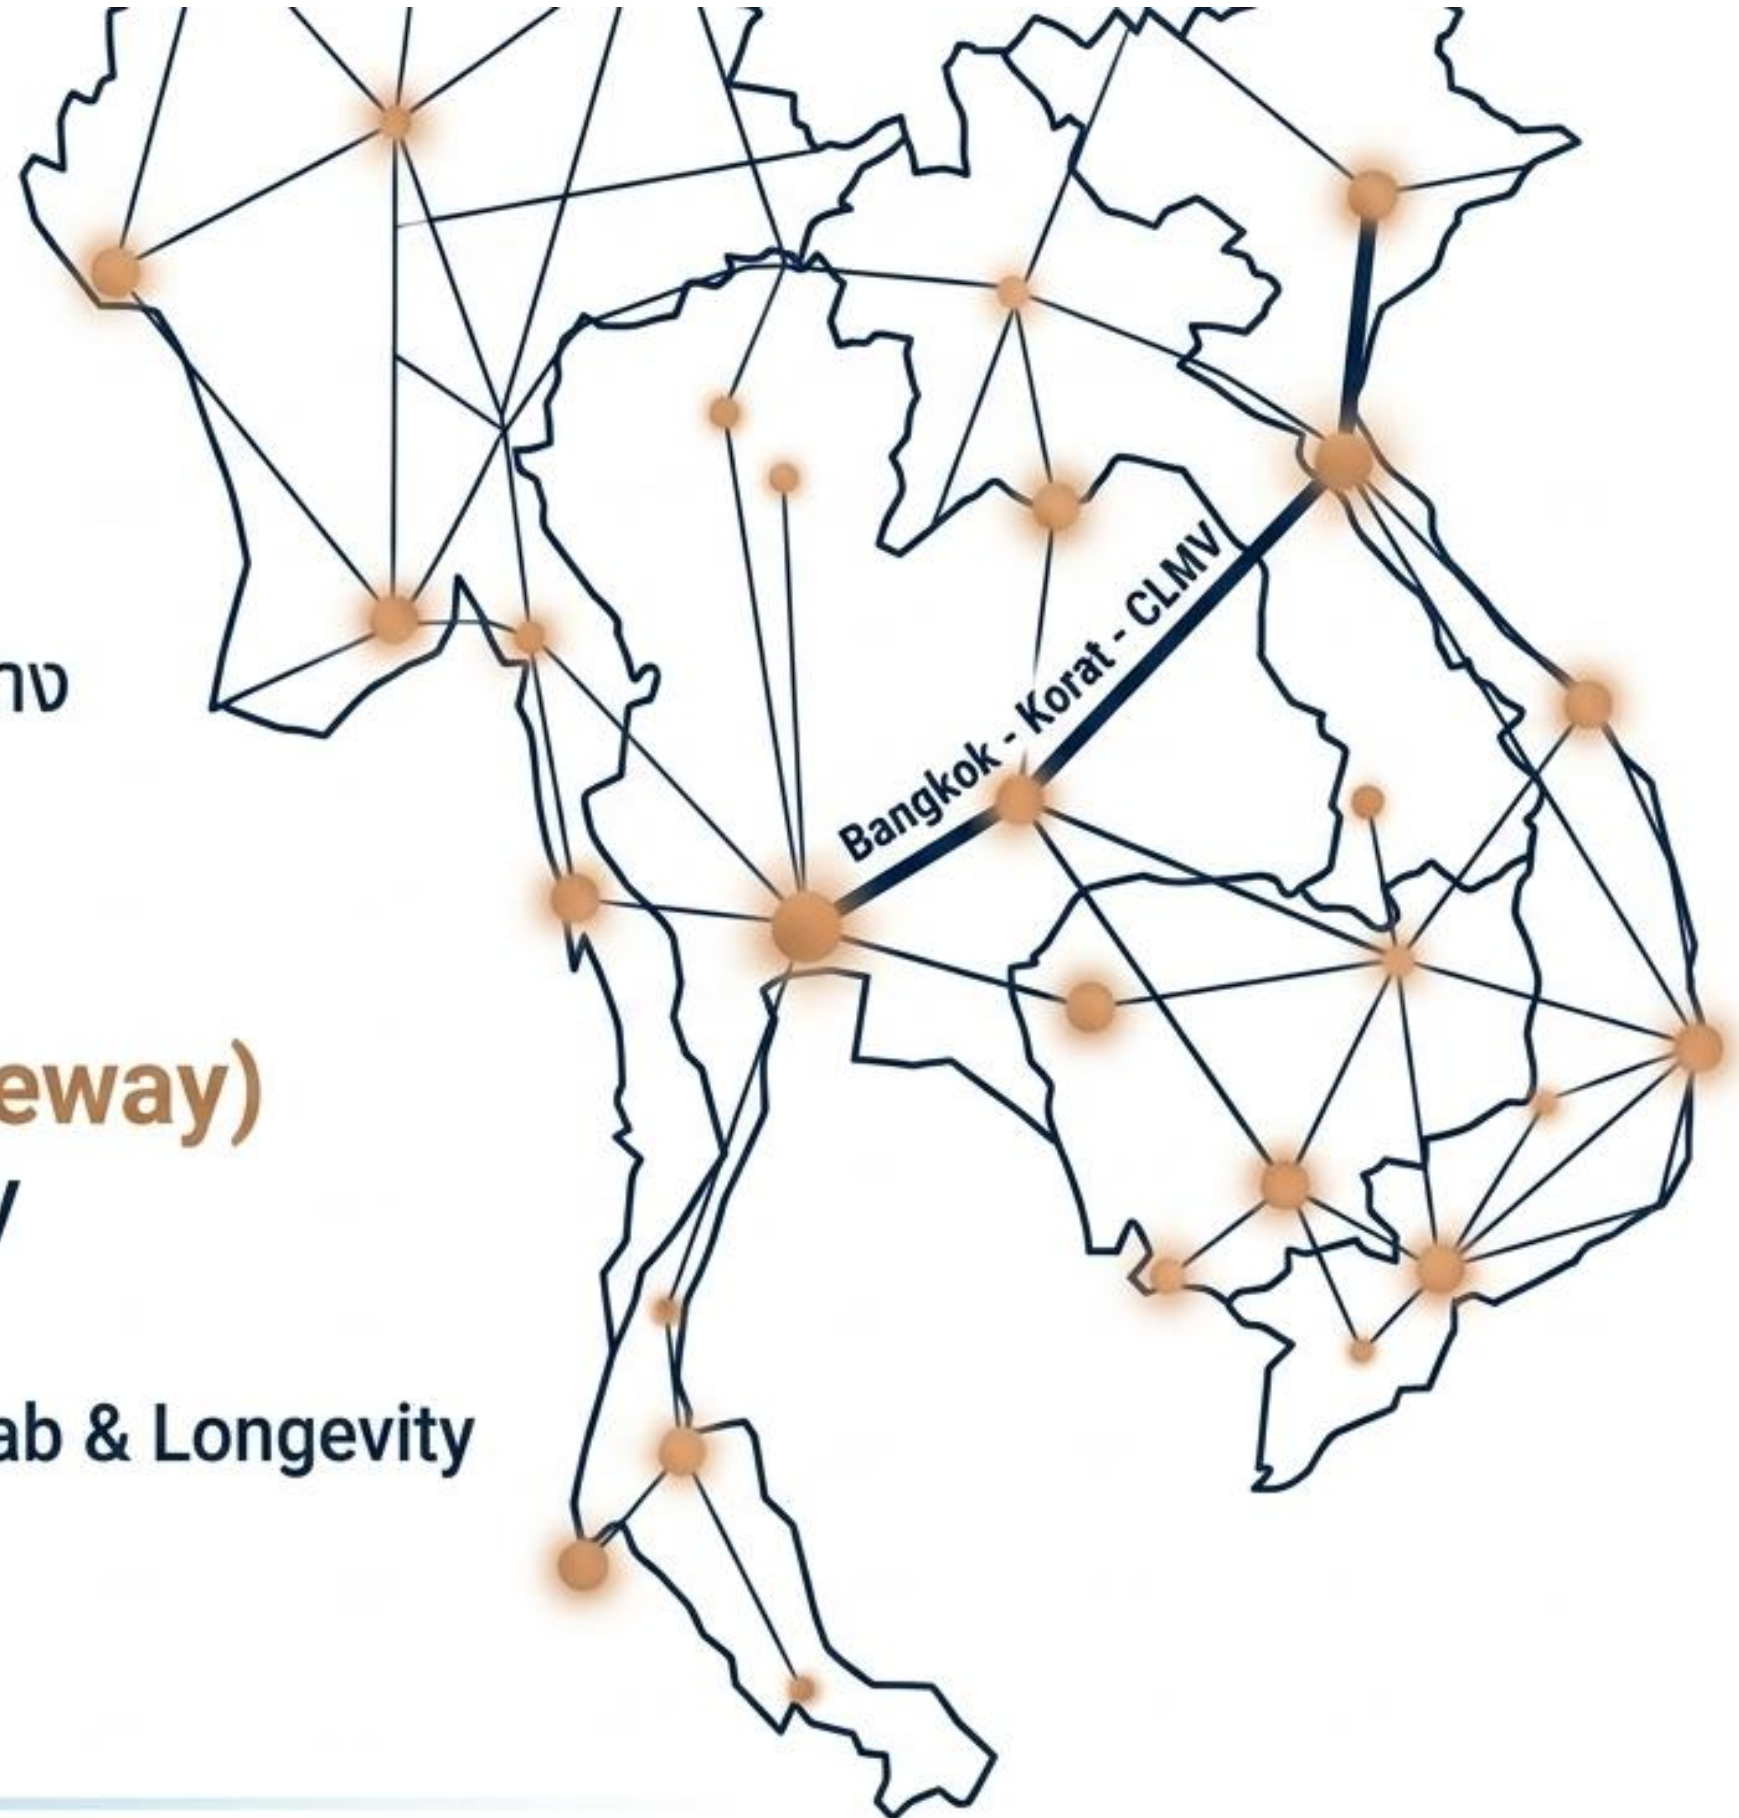 Bangkok - Korat - CLMV
าง
eway)
ab & Longevity